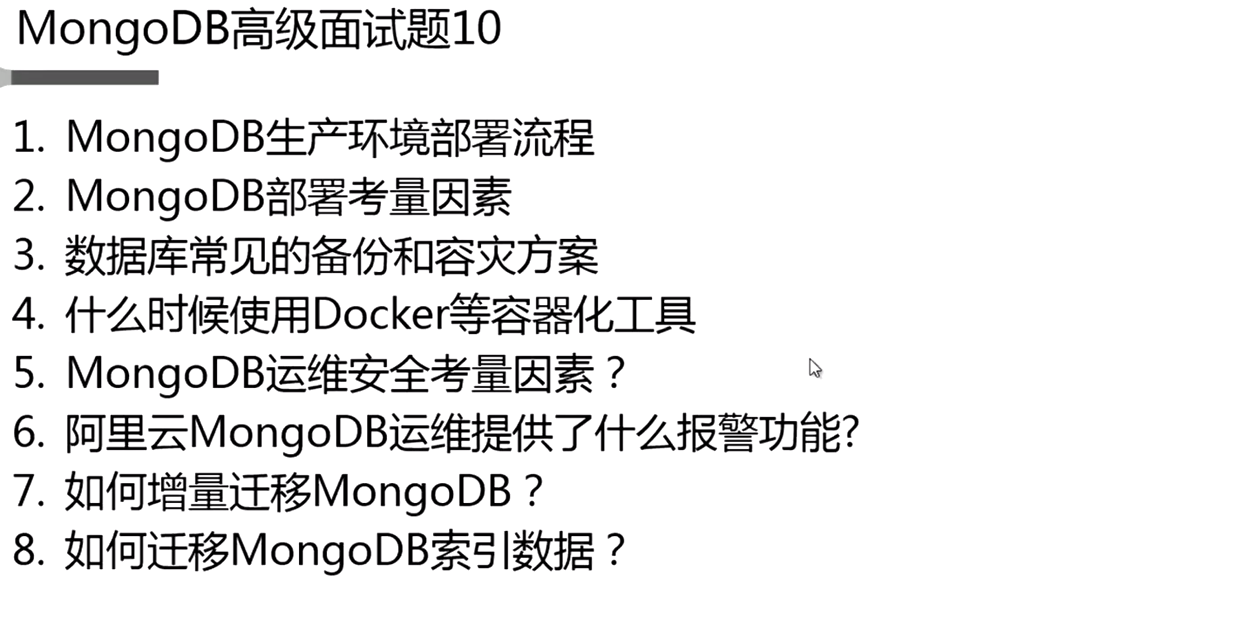 MongoDB高级面试题10
1. MongoDB生产环境部署流程
2. MongoDB部署考量因素
3. 数据库常见的备份和容灾方案
4. 什么时候使用Docker等容器化工具
5. MongoDB运维安全考量因素？
6. 阿里云MongoDB运维提供了什么报警功能?
7. 如何增量迁移MongoDB？
8. 如何迁移MongoDB索引数据？